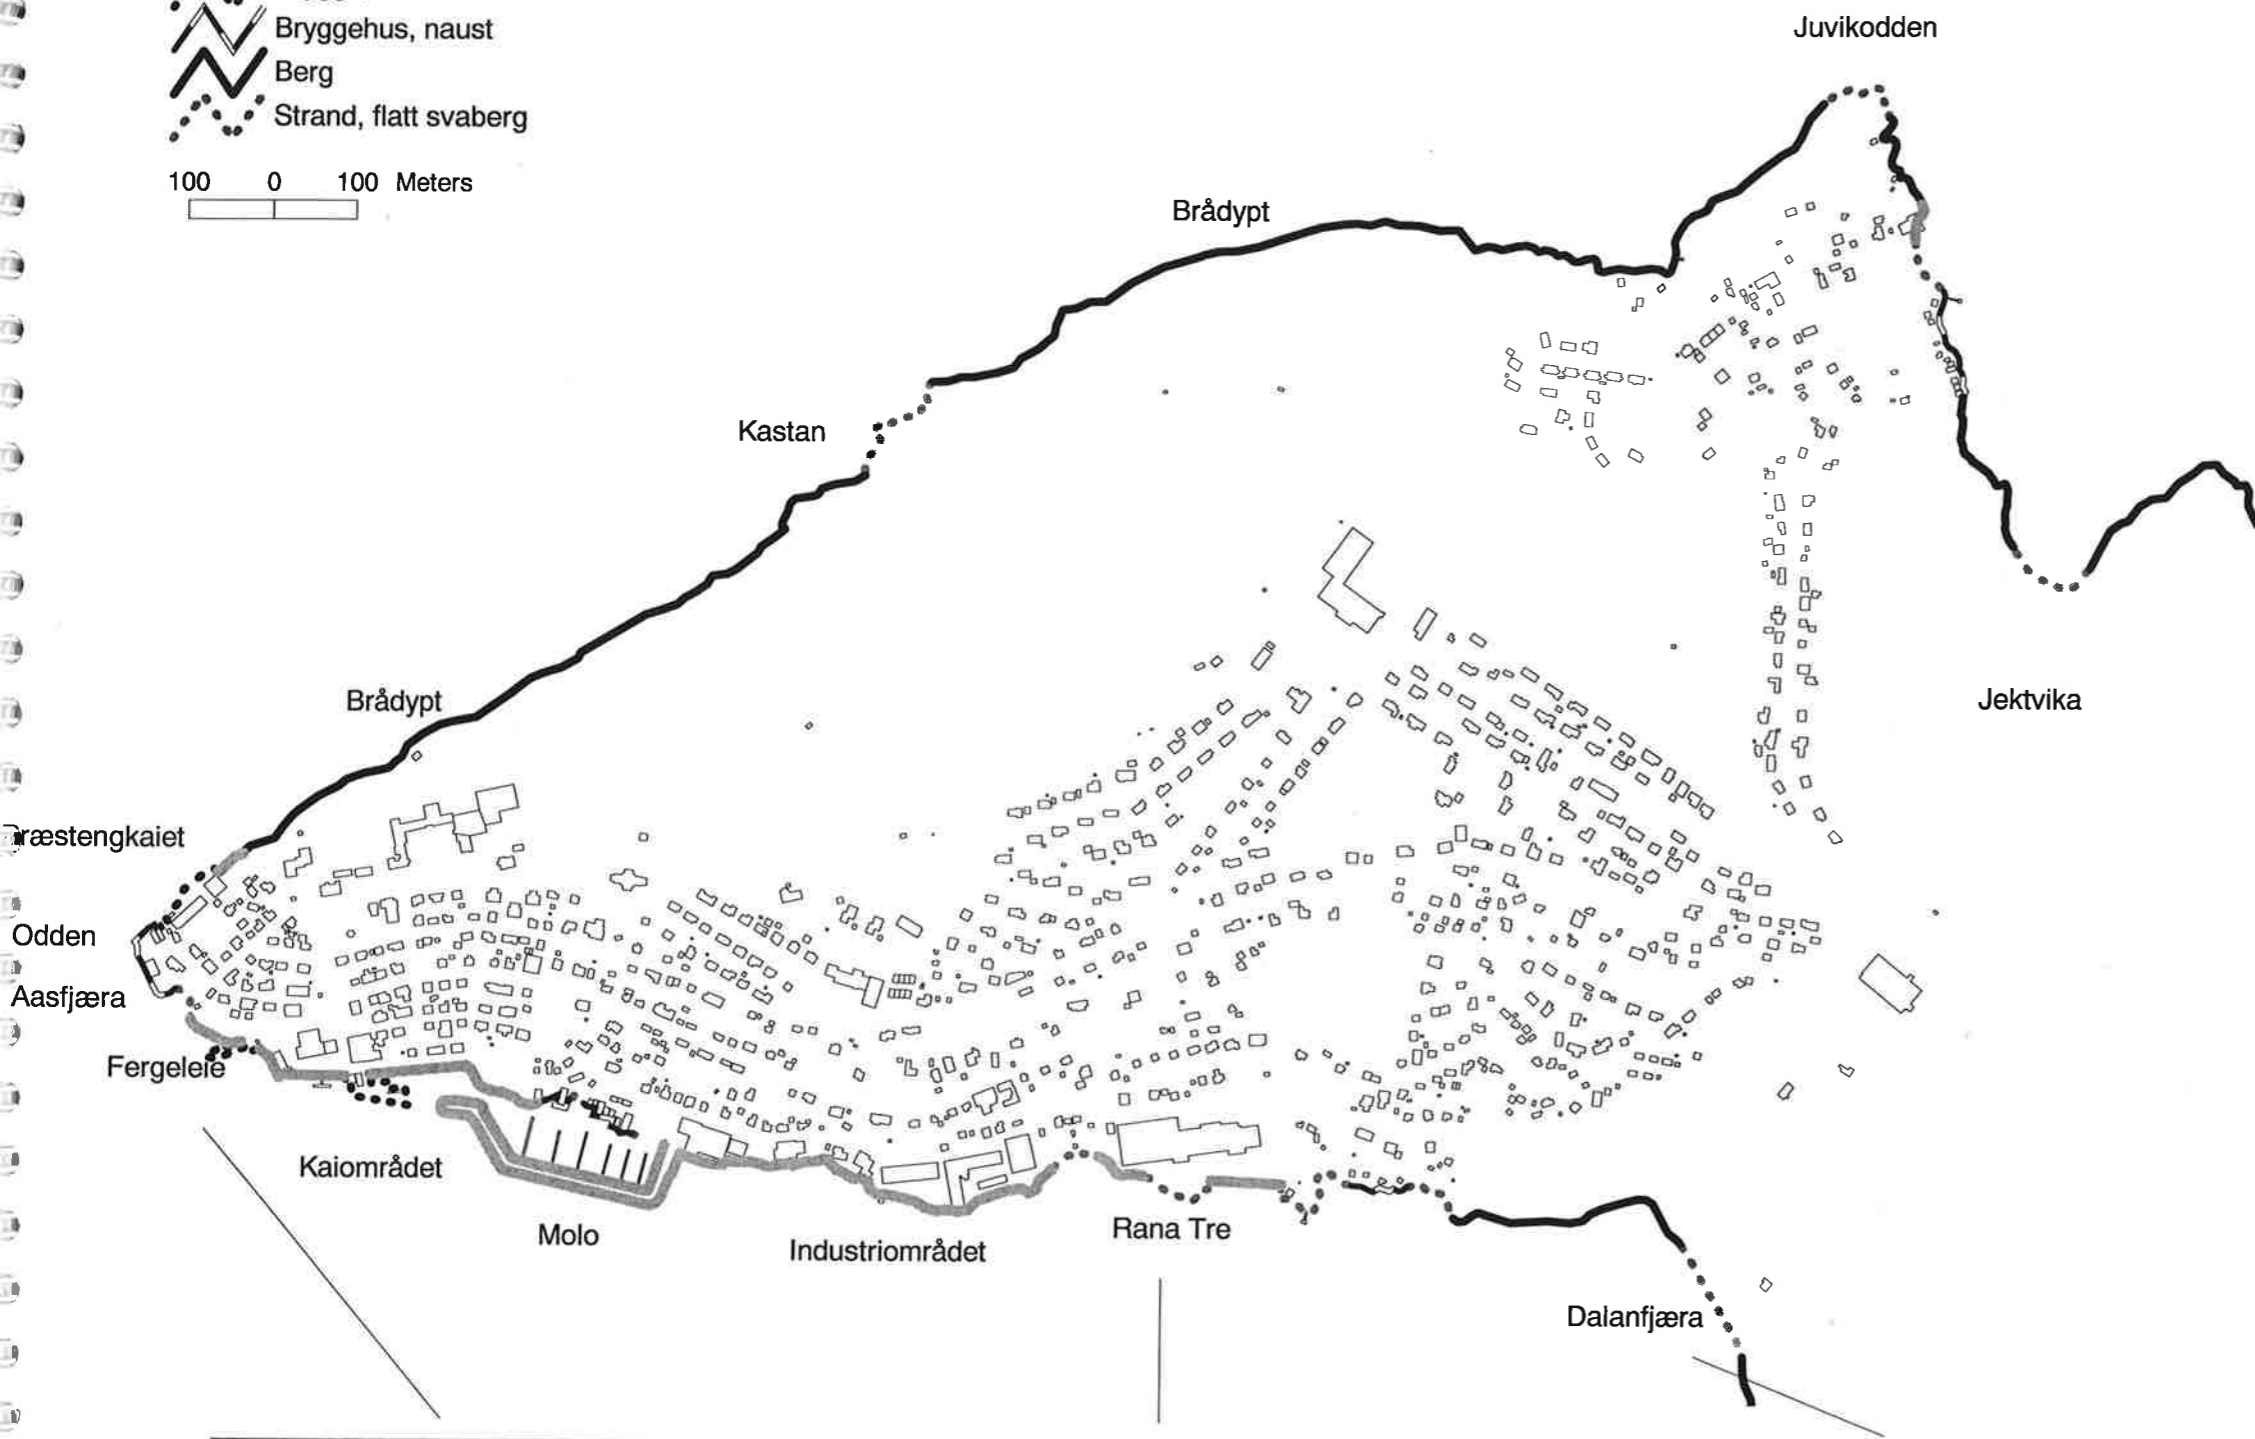 Bryggehus, naust
Berg
Strand, flatt svaberg
100 0 100 Meters
Juvikodden
Brådypt
Kastan
Brådypt
Jektvika
ræstengkaiet
Odden
Aasfjæra
Fergeleie
Kaiområdet
Molo
Industriområdet
Rana Tre
Dalanfjæra